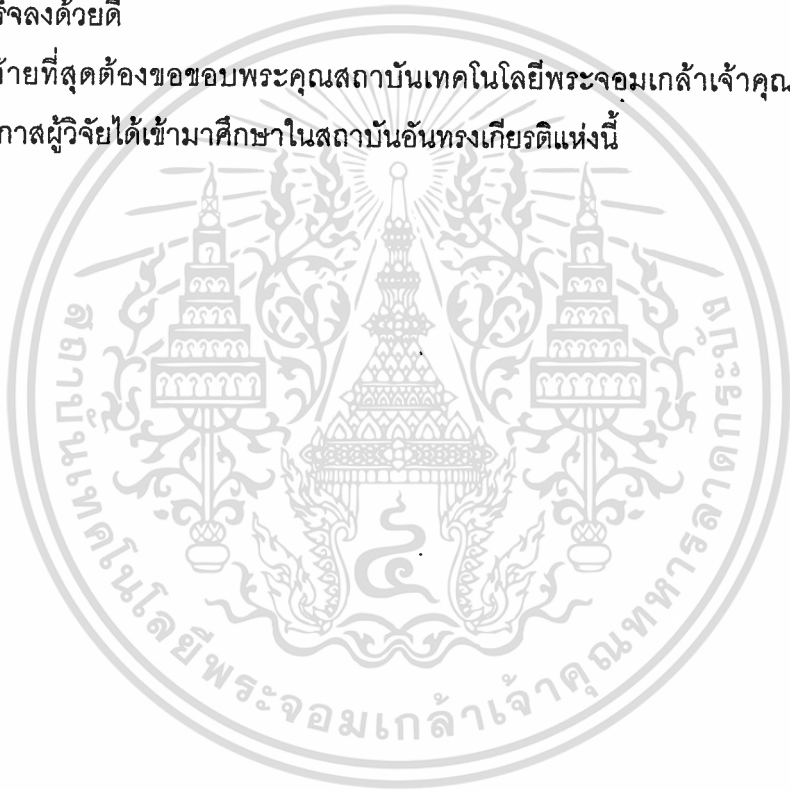 ร็จลงด้วยดี
ท้ายที่สุดต้องขอขอบพระคุณสถาบันเทคโนโลยีพระจอมเกล้าเจ้าคุณ
กาสผู้วิจัยได้เข้ามาศึกษาในสถาบันอันทรงเกียรติแห่งนี้
สถาบันเทคโนโลยีพระจอมเกล้าเจ้าคุณทหารลาดกระบัง